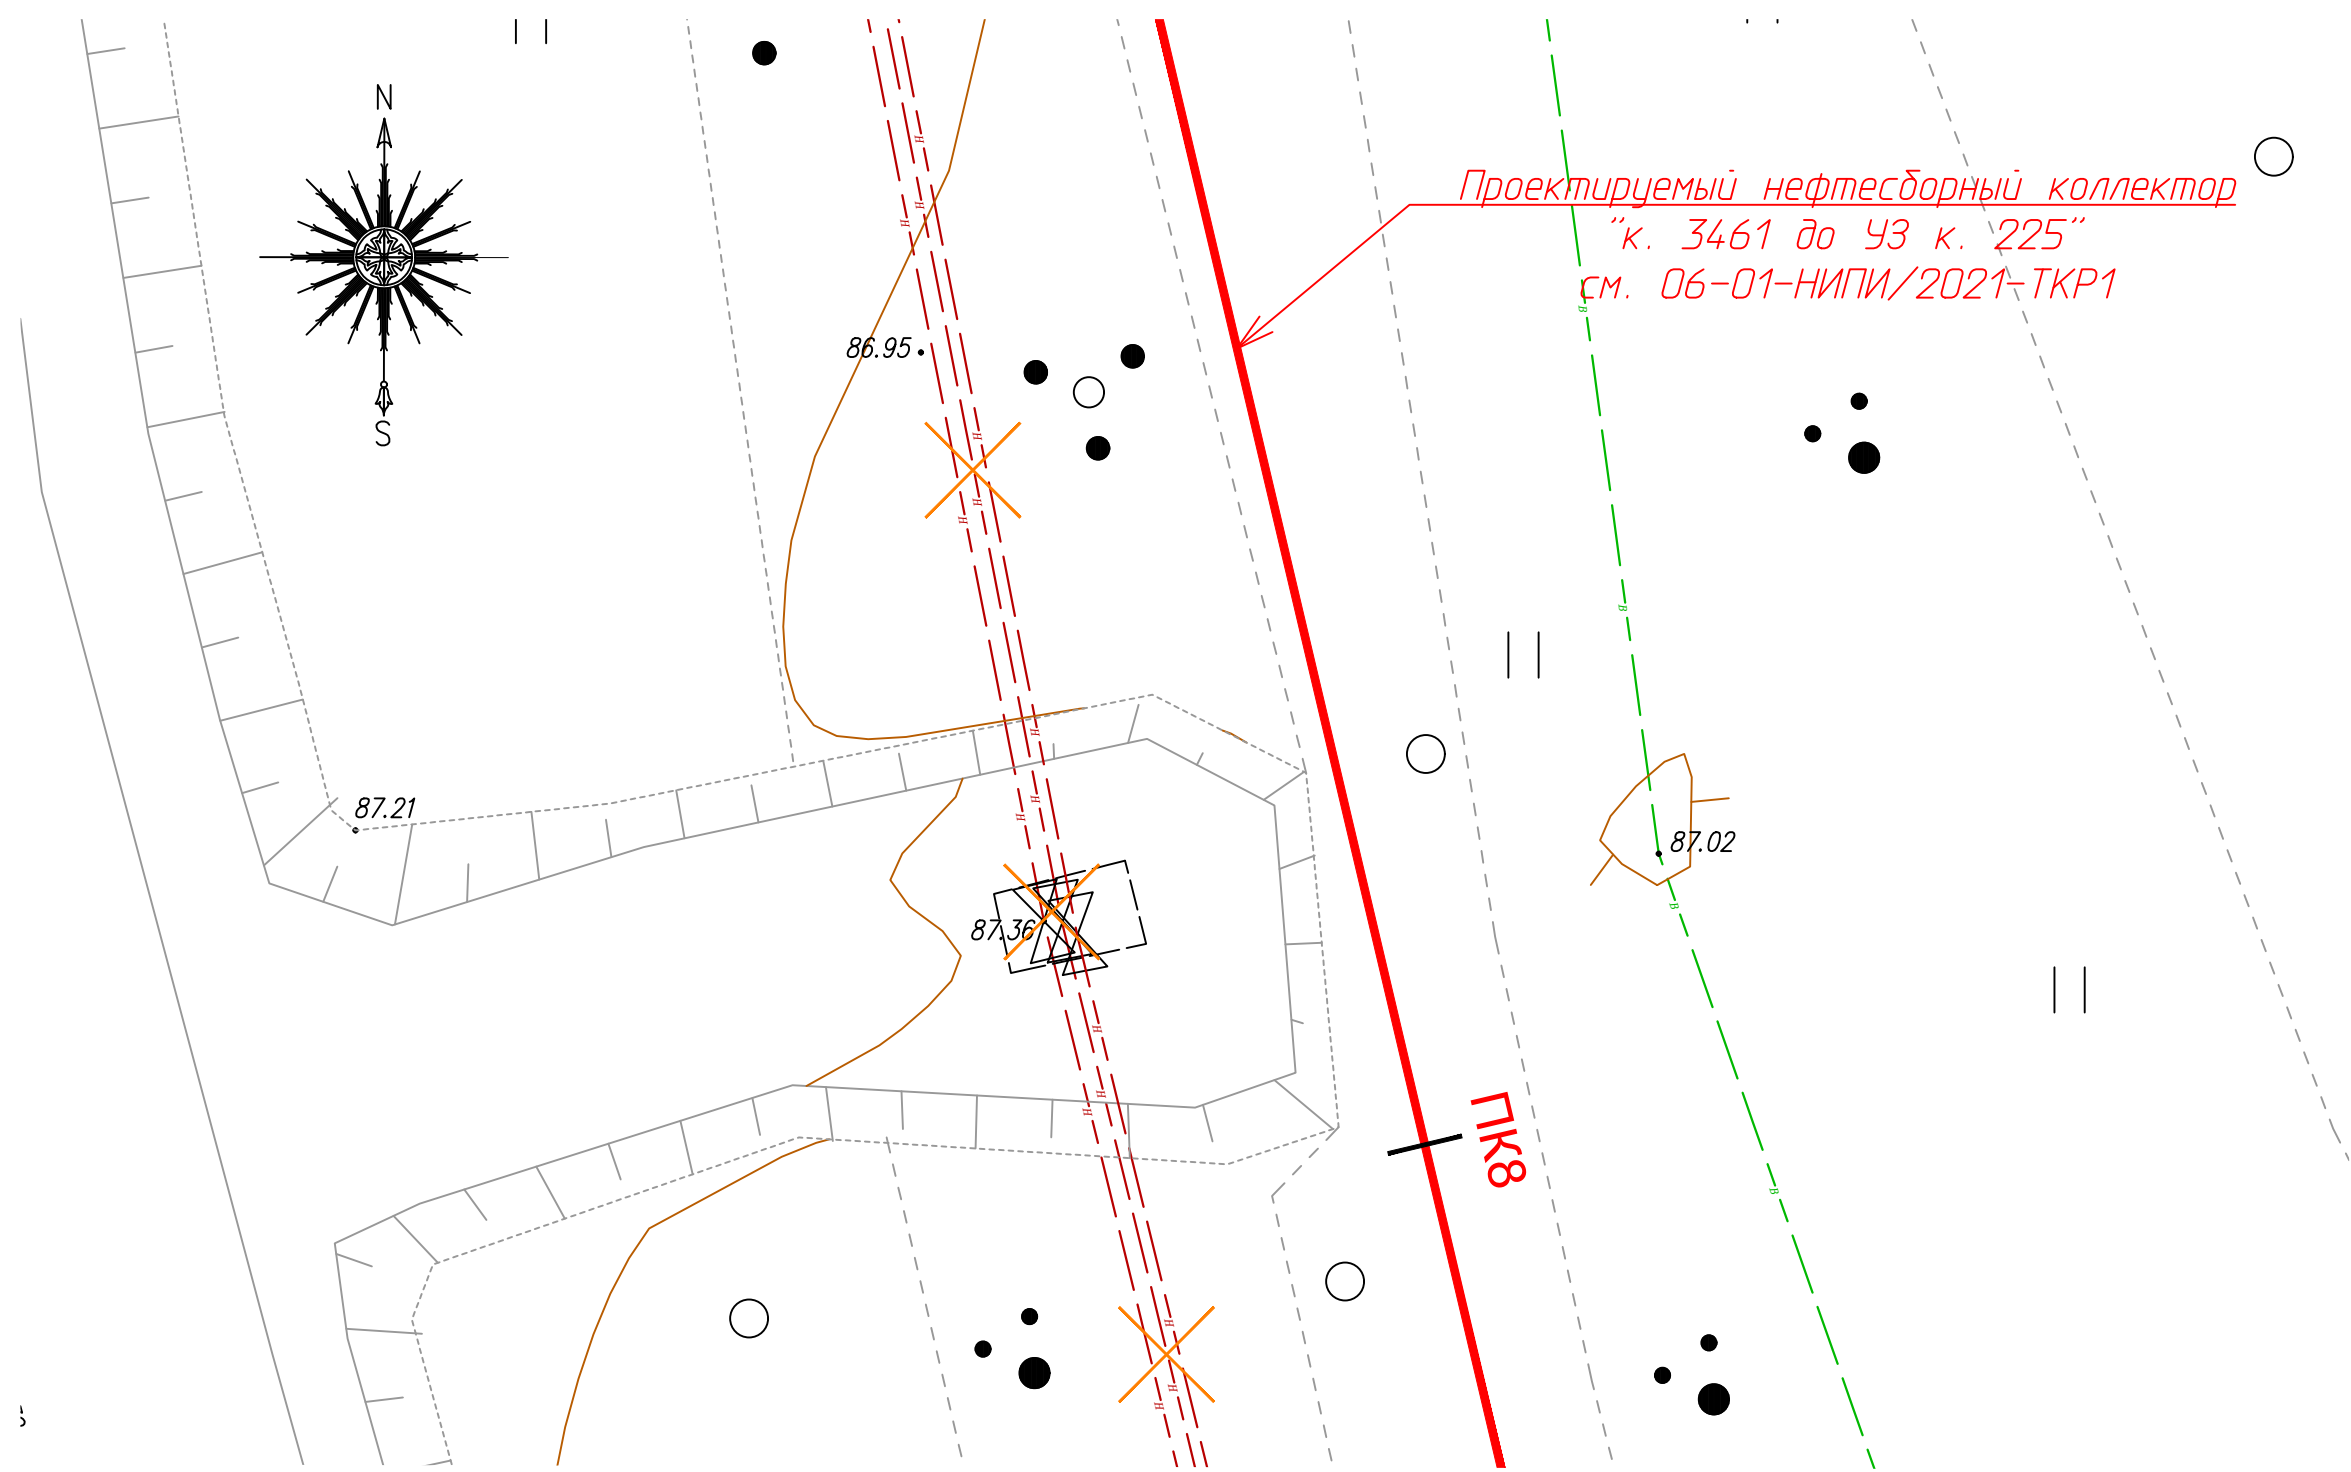 N
Проектируемый нефтесборный коллектор
"к. 3461 до УЗ к. 225"
см. 06-01-НИПИ/2021-ТКР1
н
н
н
в
86.95
S
н
н
н
в
н
87.21
н
н
87.02
87.36
в
н
н
н
ПК8
в
н
н
н